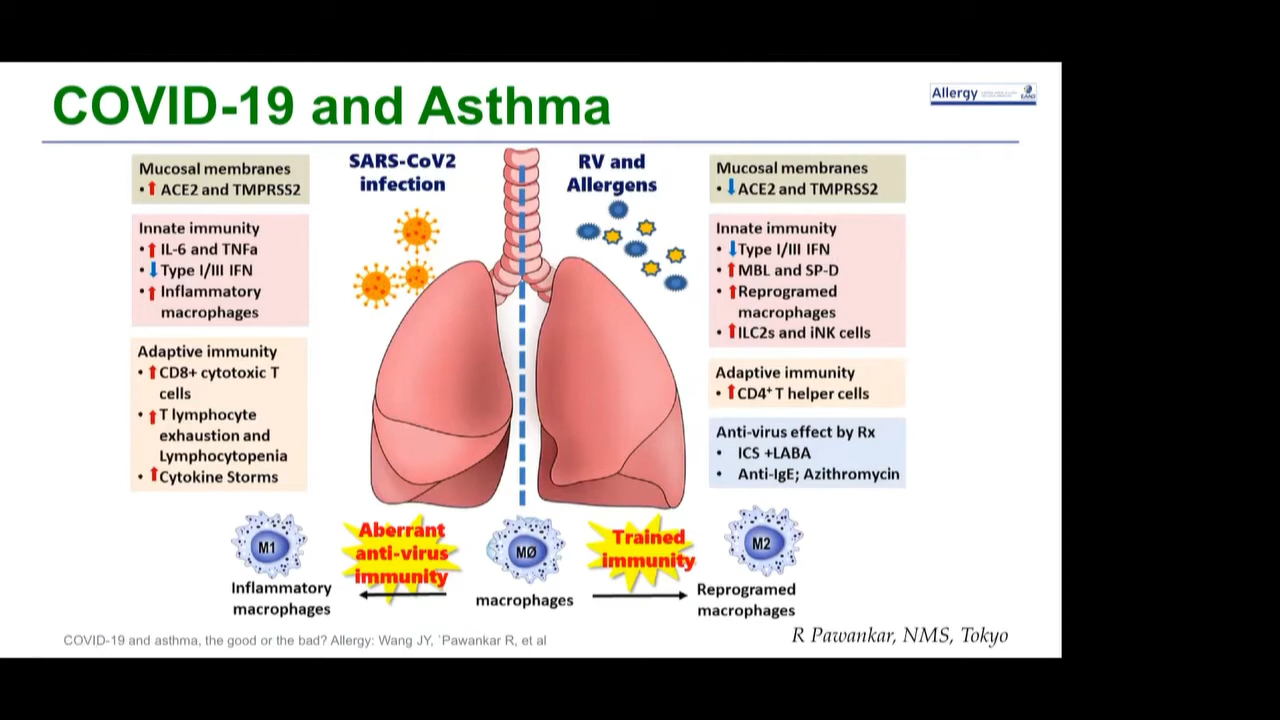 COVID-19 and Asthma
Allergy
EAACI
SARS-CoV2
infection
RV and
Allergens
Mucosal membranes
• ACE2 and TMPRSS2
Innate immunity
• IL-6 and TNFa
• Type I/III IFN
• Inflammatory
macrophages
Adaptive immunity
• CD8+ cytotoxic T
cells
• T lymphocyte
exhaustion and
Lymphocytopenia
• Cytokine Storms
Mucosal membranes
• ACE2 and TMPRSS2
Innate immunity
• Type I/III IFN
• MBL and SP-D
• Reprogramed
macrophages
• ILC2s and iNK cells
Adaptive immunity
• CD4+ T helper cells
Anti-virus effect by Rx
• ICS +LABA
• Anti-IgE; Azithromycin
M1
Inflammatory
macrophages
Aberrant
anti-virus
immunity
MØ
macrophages
Trained
immunity
M2
Reprogramed
macrophages
COVID-19 and asthma, the good or the bad? Allergy: Wang JY, ˙Pawankar R, et al
R Pawankar, NMS, Tokyo